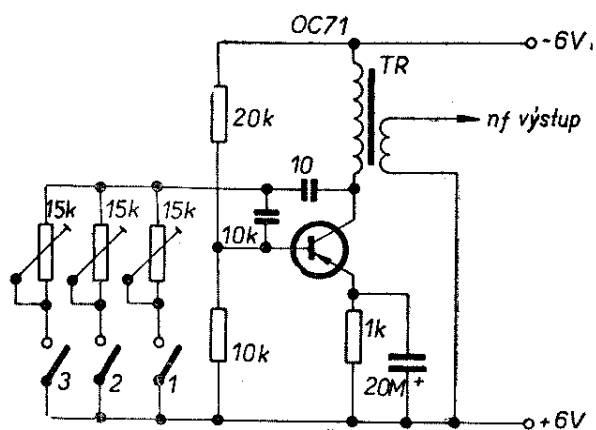 OC71
-6V.
TR
20k
nf výstup
10
15k
15k
15k
10k
10k
1k
3
2
1
20M +
+6V